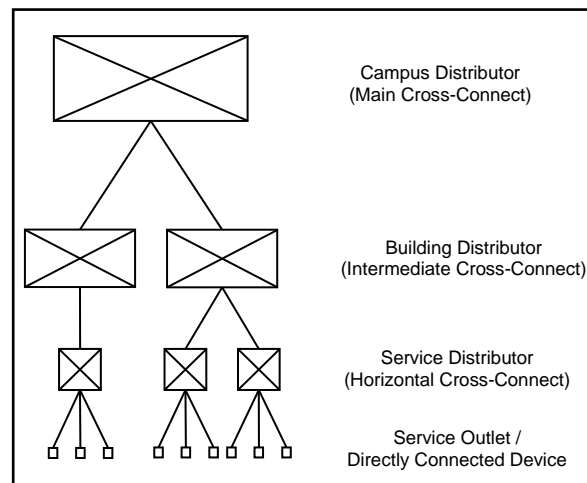 Campus Distributor
(Main Cross-Connect)
Building Distributor
(Intermediate Cross-Connect)
Service Distributor
(Horizontal Cross-Connect)
Service Outlet /
Directly Connected Device